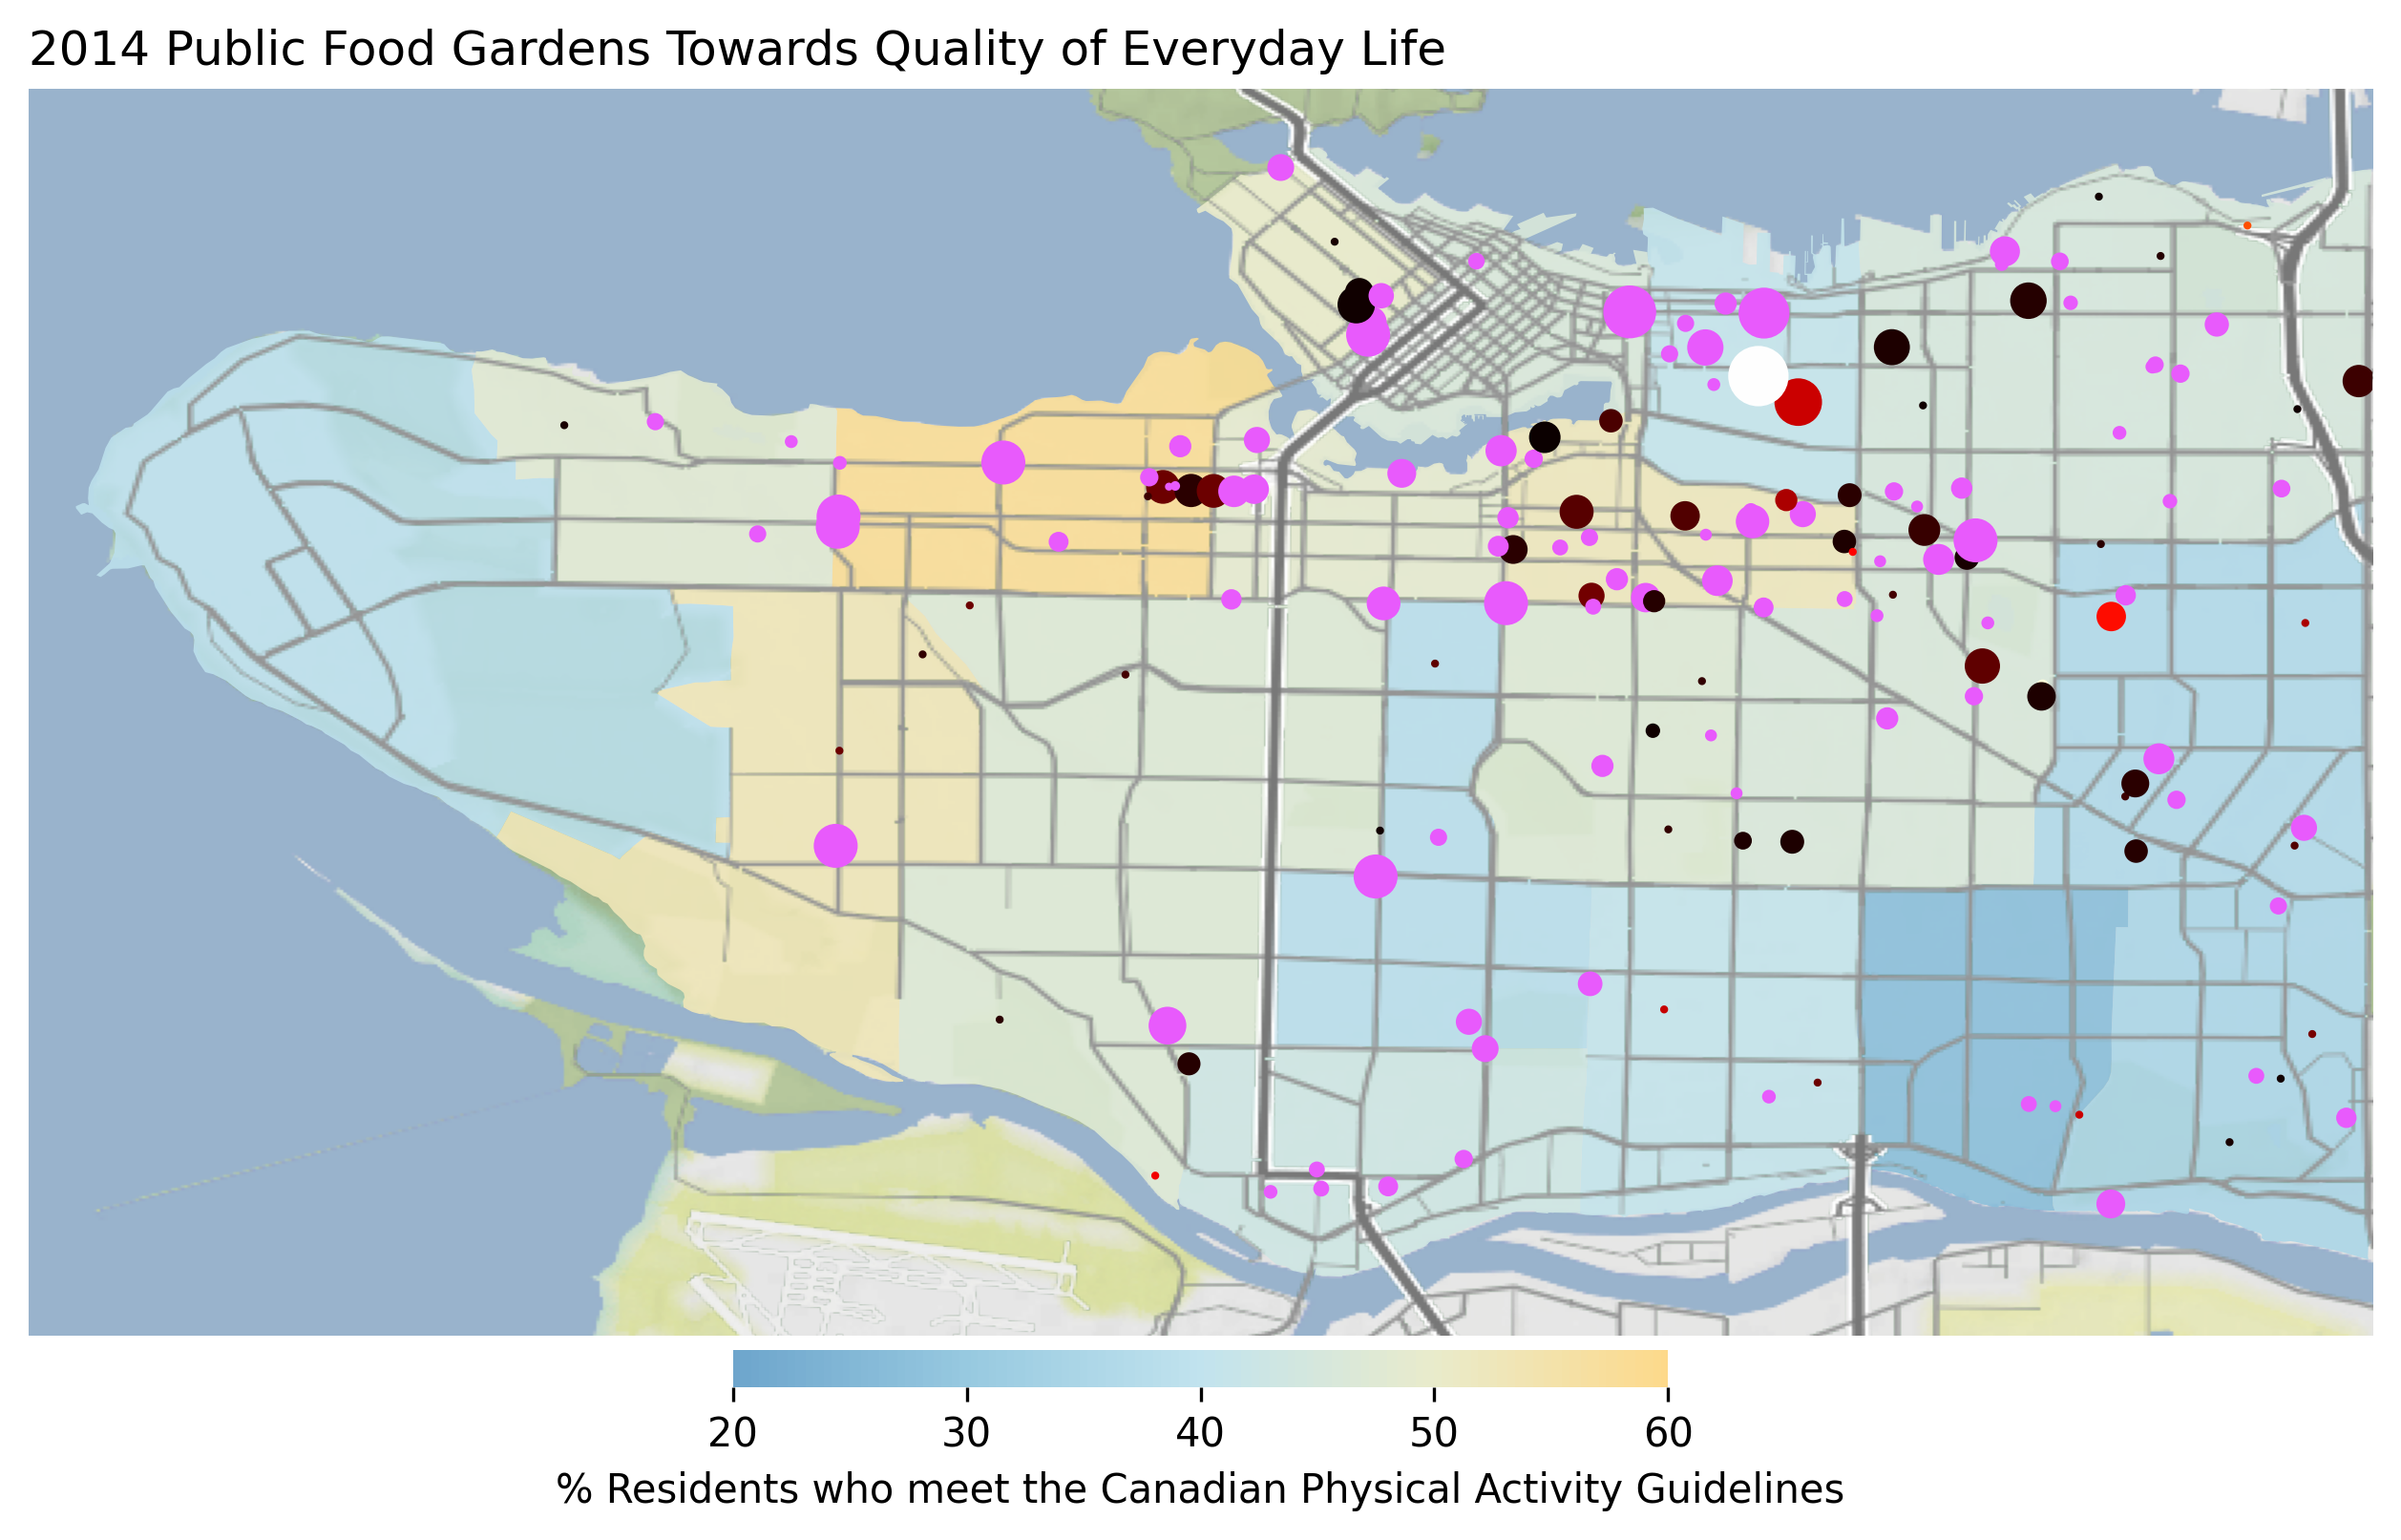 2014 Public Food Gardens Towards Quality of Everyday Life
20 30 40 50 60
% Residents who meet the Canadian Physical Activity Guidelines